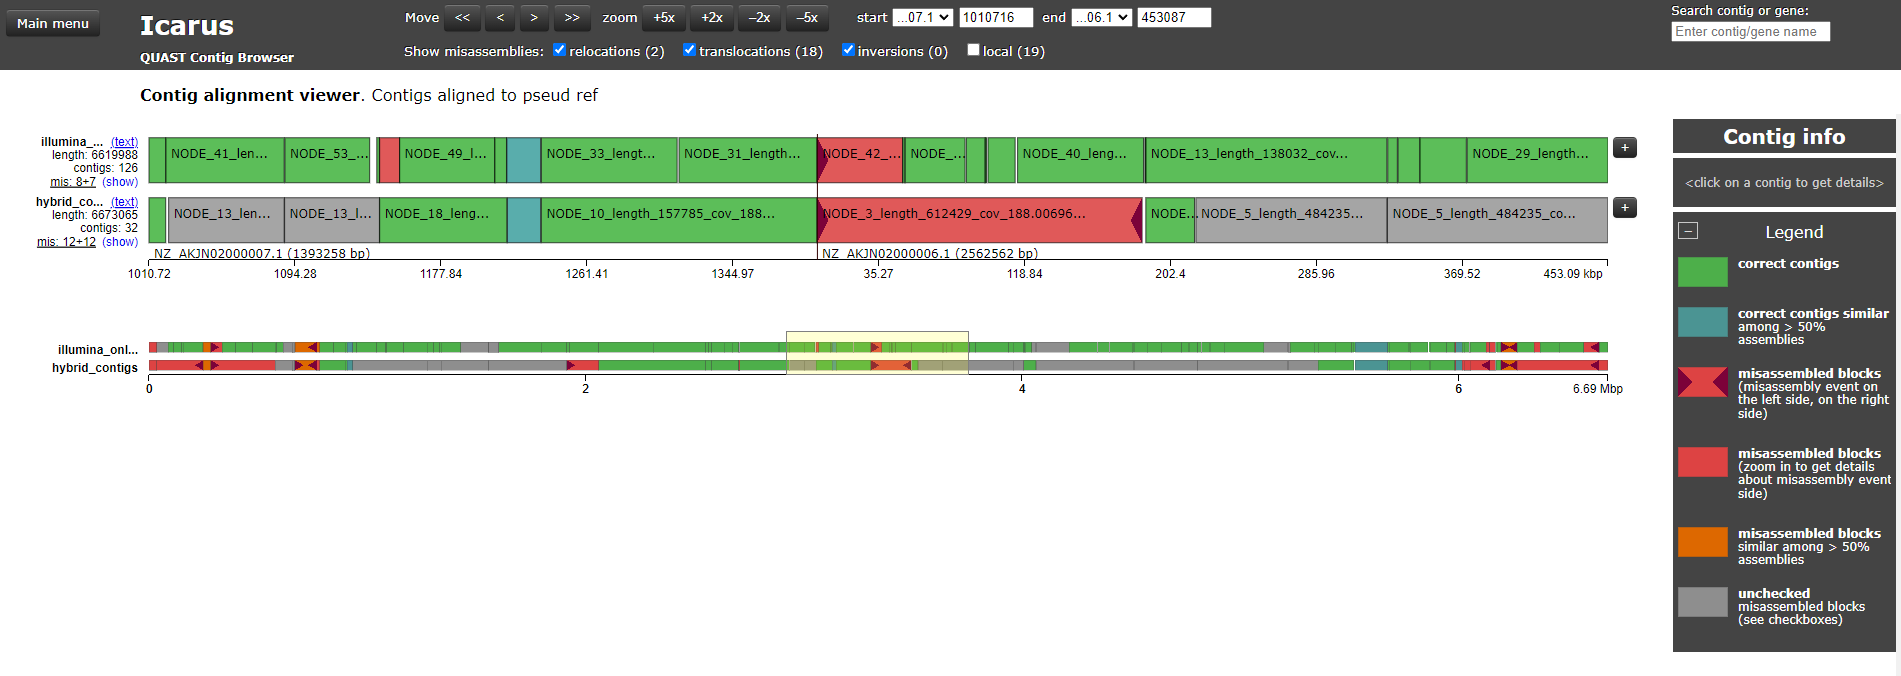 Main menu
Icarus
QUAST Contig Browser
Move << < > >> zoom +5x +2x –2x –5x start ...07.1 1010716 end ...06.1 453087
Show misassemblies: relocations (2) translocations (18) inversions (0) local (19)
Search contig or gene:
Enter contig/gene name
Contig alignment viewer. Contigs aligned to pseud ref
illumina_... (text)
length: 6619988
contigs: 126
mis: 8+7 (show)
NODE_41_len... NODE_53_... NODE_49_l... NODE_33_lengt... NODE_31_length... NODE_42_... NODE_... NODE_40_leng... NODE_13_length_138032_cov... NODE_29_length... +
hybrid_co... (text)
length: 6673065
contigs: 32
mis: 12+12 (show)
NODE_13_len... NODE_13_l... NODE_18_leng... NODE_10_length_157785_cov_188... NODE_3_length_612429_cov_188.00696... NODE... NODE_5_length_484235... NODE_5_length_484235_co... +
NZ_AKJN02000007.1 (1393258 bp) NZ_AKJN02000006.1 (2562562 bp)
1010.72 1094.28 1177.84 1261.41 1344.97 35.27 118.84 202.4 285.96 369.52 453.09 kbp
illumina_onl...
hybrid_contigs
0 2 4 6 6.69 Mbp
Contig info
<click on a contig to get details>
– Legend
correct contigs
correct contigs similar
among > 50%
assemblies
misassembled blocks
(misassembly event on
the left side, on the right
side)
misassembled blocks
(zoom in to get details
about misassembly event
side)
misassembled blocks
similar among > 50%
assemblies
unchecked
misassembled blocks
(see checkboxes)